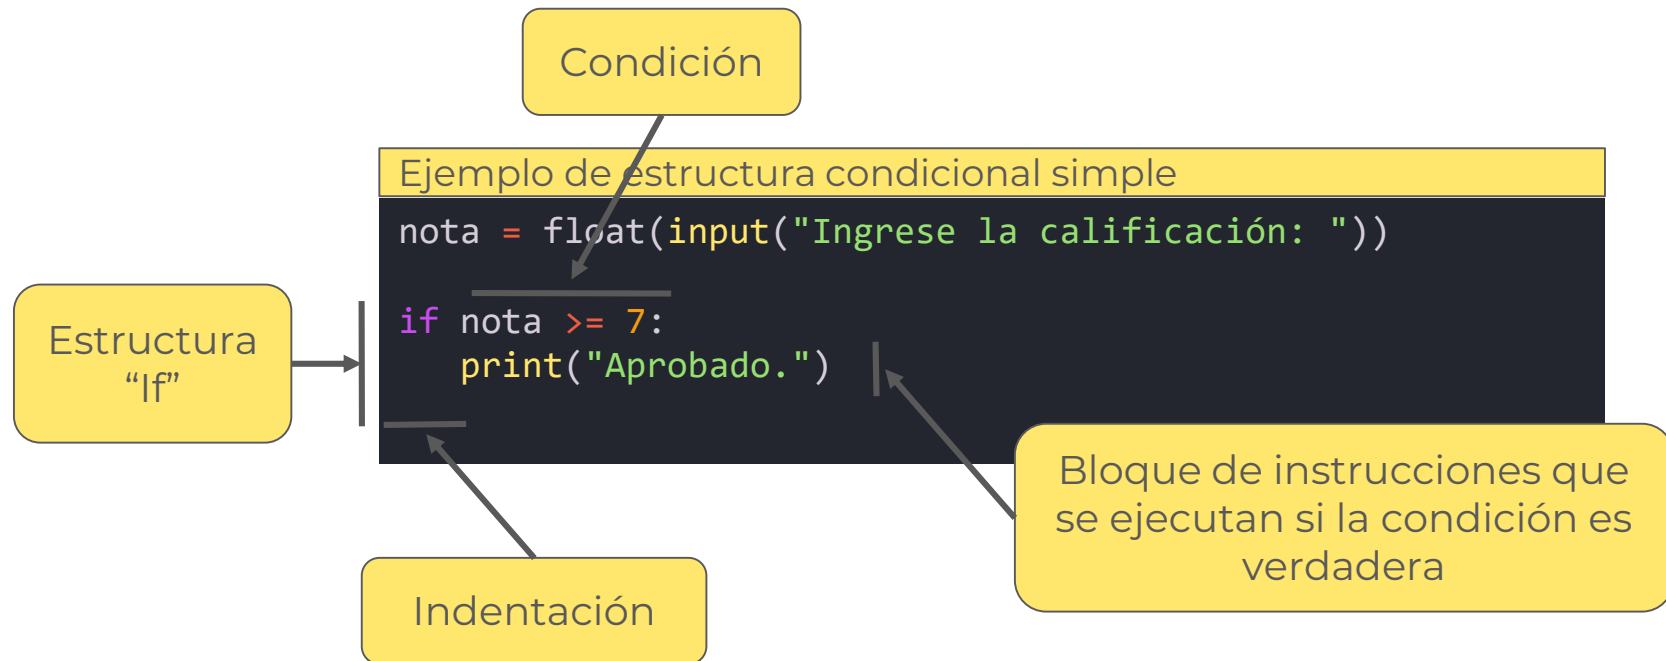 Condición
Ejemplo de estructura condicional simple
nota = float(input("Ingrese la calificación: "))
if nota >= 7:
print("Aprobado.")
Estructura
“If”
Bloque de instrucciones que
se ejecutan si la condición es
verdadera
Indentación